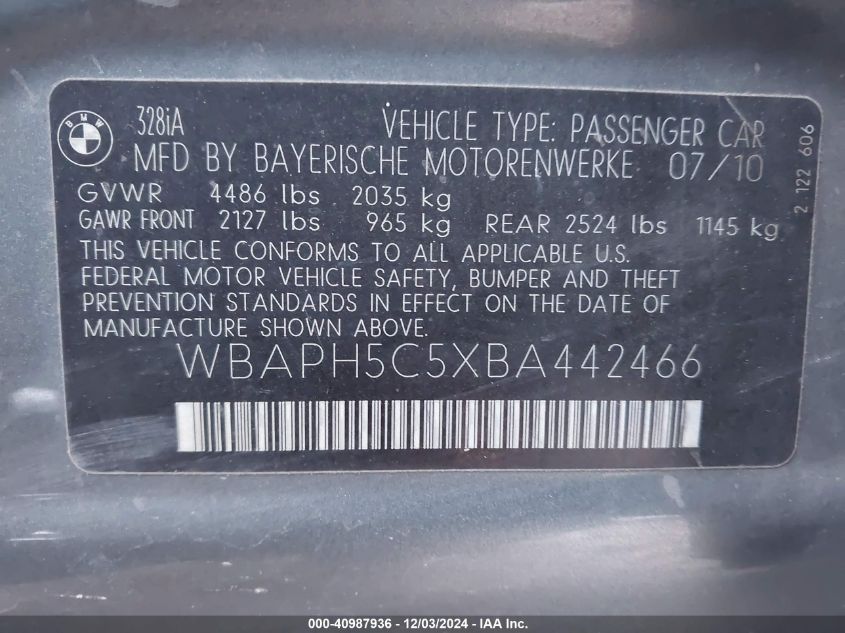 BMW
328iA
VEHICLE TYPE: PASSENGER CAR
MFD BY BAYERISCHE MOTORENWERKE 07/10
GVWR 4486 lbs 2035 kg
GAWR FRONT 2127 lbs 965 kg REAR 2524 lbs 1145 kg
THIS VEHICLE CONFORMS TO ALL APPLICABLE U.S.
FEDERAL MOTOR VEHICLE SAFETY, BUMPER AND THEFT
PREVENTION STANDARDS IN EFFECT ON THE DATE OF
MANUFACTURE SHOWN ABOVE.
WBAPH5C5XBA442466
2 122 606
000-40987936 - 12/03/2024 - IAA Inc.